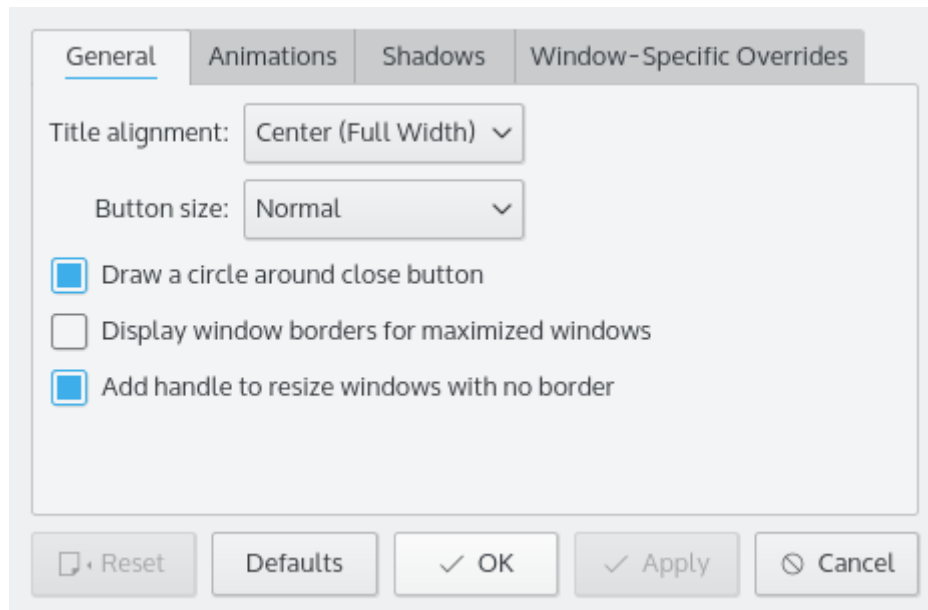 General Animations Shadows Window-Specific Overrides
Title alignment: Center (Full Width)
Button size: Normal
Draw a circle around close button
Display window borders for maximized windows
Add handle to resize windows with no border
Reset Defaults OK Apply Cancel